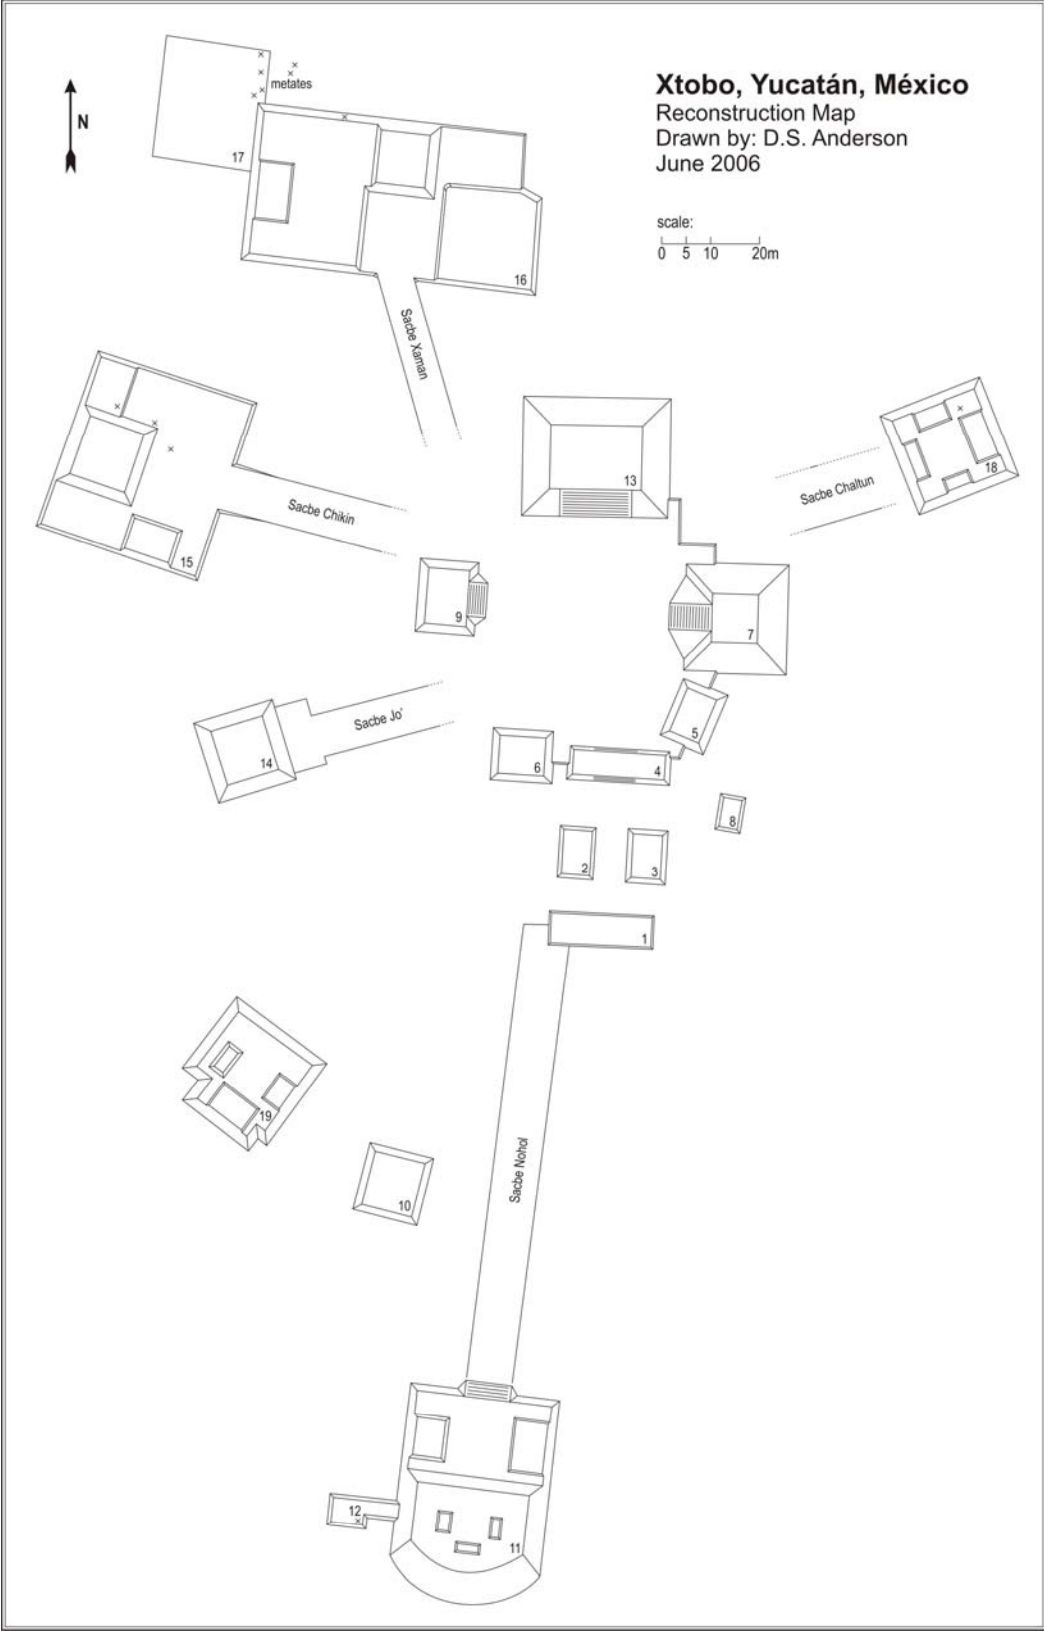 Xtobo, Yucatán, México
Reconstruction Map
Drawn by: D.S. Anderson
June 2006
scale:
0 5 10 20m
N
metates
17
16
Sacbe Xaman
13
18
Sacbe Chaltun
Sacbe Chikin
15
9
7
Sacbe Jo'
14
5
6
4
8
2
3
1
19
Sacbe Nohol
10
12
11